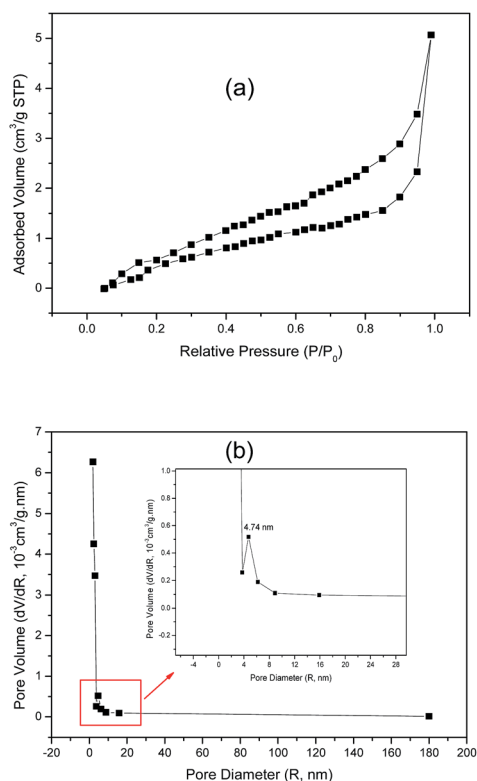 (a)
Adsorbed Volume (cm³/g STP)
5
4
3
2
1
0
0.0 0.2 0.4 0.6 0.8 1.0
Relative Pressure (P/P₀)
(b)
Pore Volume (dV/dR, 10⁻³cm³/g.nm)
7
6
5
4
3
2
1
0
-20 0 20 40 60 80 100 120 140 160 180 200
Pore Diameter (R, nm)
Pore Volume (dV/dR, 10⁻³cm³/g.nm)
1.0
0.8
0.6
0.4
0.2
0.0
-0.2
4.74 nm
-4 0 4 8 12 16 20 24 28
Pore Diameter (R, nm)